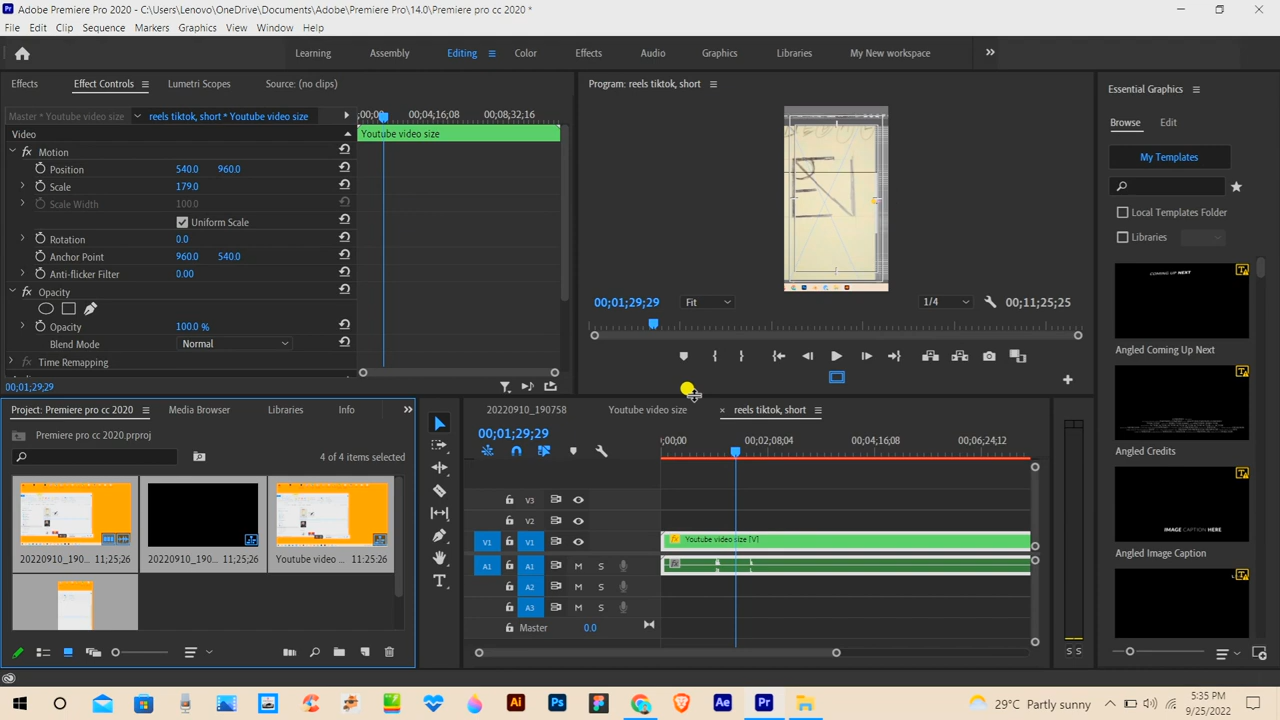 Adobe Premiere Pro 2020 - C:\Users\Lenovo\OneDrive\Documents\Adobe\Premiere Pro\14.0\Premiere pro cc 2020 *
File Edit Clip Sequence Markers Graphics View Window Help
Learning Assembly Editing Color Effects Audio Graphics Libraries My New workspace
Effects Effect Controls Lumetri Scopes Source: (no clips)
Program: reels tiktok, short
Essential Graphics
Master * Youtube video size reels tiktok, short * Youtube video size
;00;00 00;04;16;08 00;08;32;16
Browse Edit
Video
Youtube video size
fx Motion
Position 540.0 960.0
Scale 179.0
Scale Width 100.0
Uniform Scale
Rotation 0.0
Anchor Point 960.0 540.0
Anti-flicker Filter 0.00
fx Opacity
Opacity 100.0 %
Blend Mode Normal
fx Time Remapping
00;01;29;29
00;01;29;29 Fit 1/4 00;11;25;25
My Templates
Local Templates Folder
Libraries
COMING UP NEXT
Angled Coming Up Next
Angled Credits
IMAGE CAPTION HERE
Angled Image Caption
Project: Premiere pro cc 2020 Media Browser Libraries Info
Premiere pro cc 2020.prproj
4 of 4 items selected
20220910_190... 11;25;26
20220910_190... 11;25;26
Youtube video ... 11;25;26
20220910_190758 Youtube video size × reels tiktok, short
00;01;29;29
;00;00 00;02;08;04 00;04;16;08 00;06;24;12
V3
V2
V1 V1 fx Youtube video size [V]
A1 A1 M S fx
A2 M S
A3 M S
Master 0.0
S S
Ai Ps Ae Pr
29°C Partly sunny
5:35 PM
9/25/2022